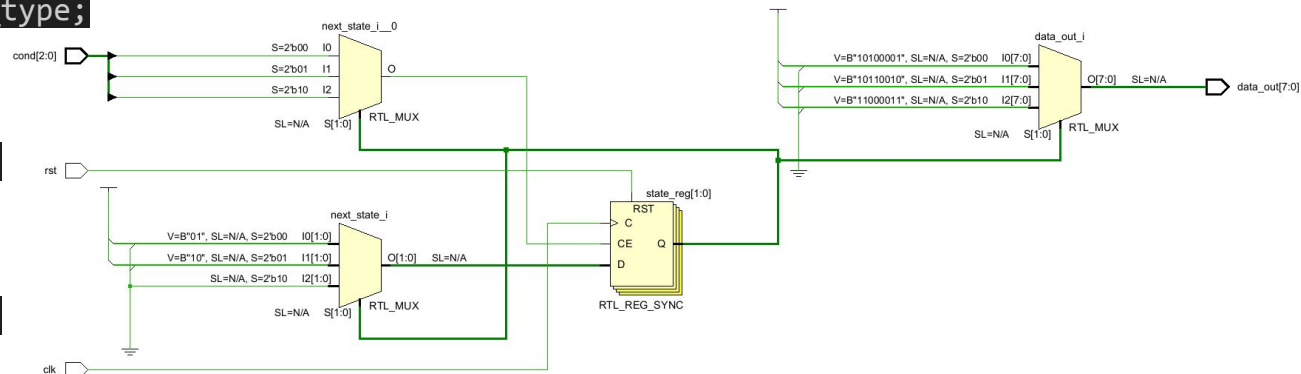 _type;
next_state_i__0
cond[2:0]
S=2'b00 I0
S=2'b01 I1
S=2'b10 I2
O
SL=N/A S[1:0]
RTL_MUX
data_out_i
V=B"10100001", SL=N/A, S=2'b00 I0[7:0]
V=B"10110010", SL=N/A, S=2'b01 I1[7:0]
V=B"11000011", SL=N/A, S=2'b10 I2[7:0]
O[7:0] SL=N/A
data_out[7:0]
SL=N/A S[1:0]
RTL_MUX
rst
state_reg[1:0]
RST
C
CE
D
Q
RTL_REG_SYNC
next_state_i
V=B"01", SL=N/A, S=2'b00 I0[1:0]
V=B"10", SL=N/A, S=2'b01 I1[1:0]
SL=N/A, S=2'b10 I2[1:0]
O[1:0] SL=N/A
SL=N/A S[1:0]
RTL_MUX
clk